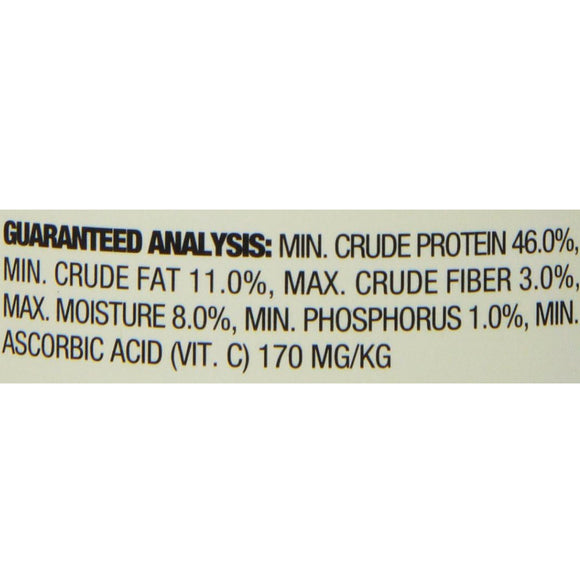 GUARANTEED ANALYSIS: MIN. CRUDE PROTEIN 46.0%,
MIN. CRUDE FAT 11.0%, MAX. CRUDE FIBER 3.0%,
MAX. MOISTURE 8.0%, MIN. PHOSPHORUS 1.0%, MIN.
ASCORBIC ACID (VIT. C) 170 MG/KG